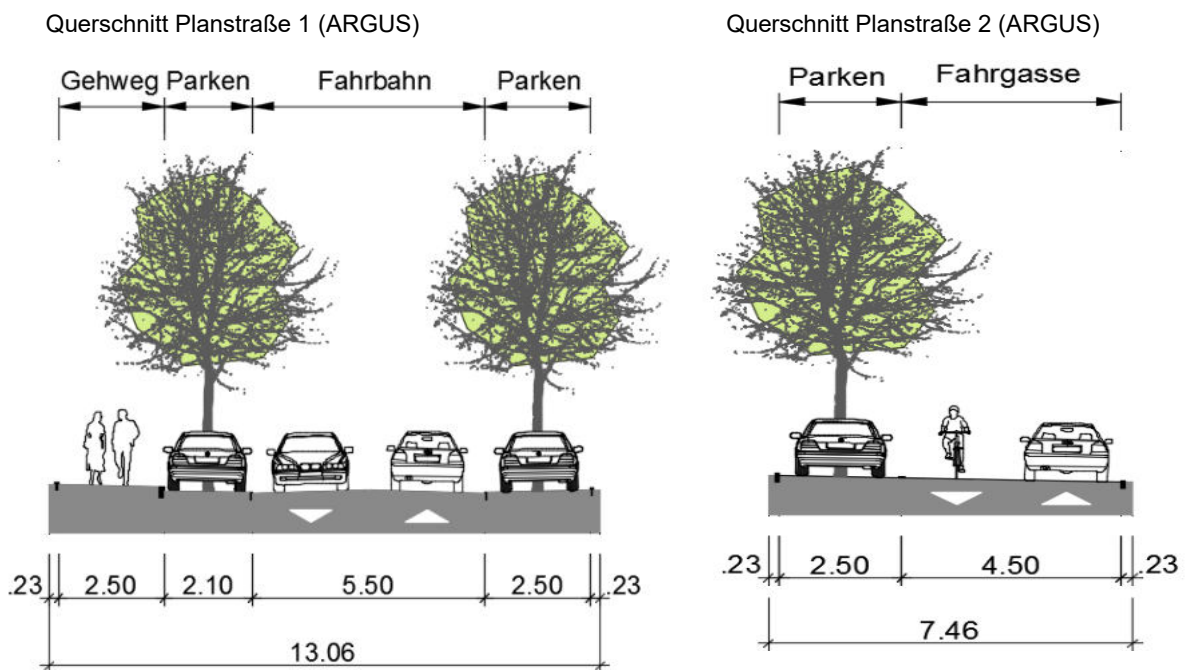 Querschnitt Planstraße 1 (ARGUS)
Gehweg Parken Fahrbahn Parken
.23 2.50 2.10 5.50 2.50 .23
13.06
Querschnitt Planstraße 2 (ARGUS)
Parken Fahrgasse
.23 2.50 4.50 .23
7.46